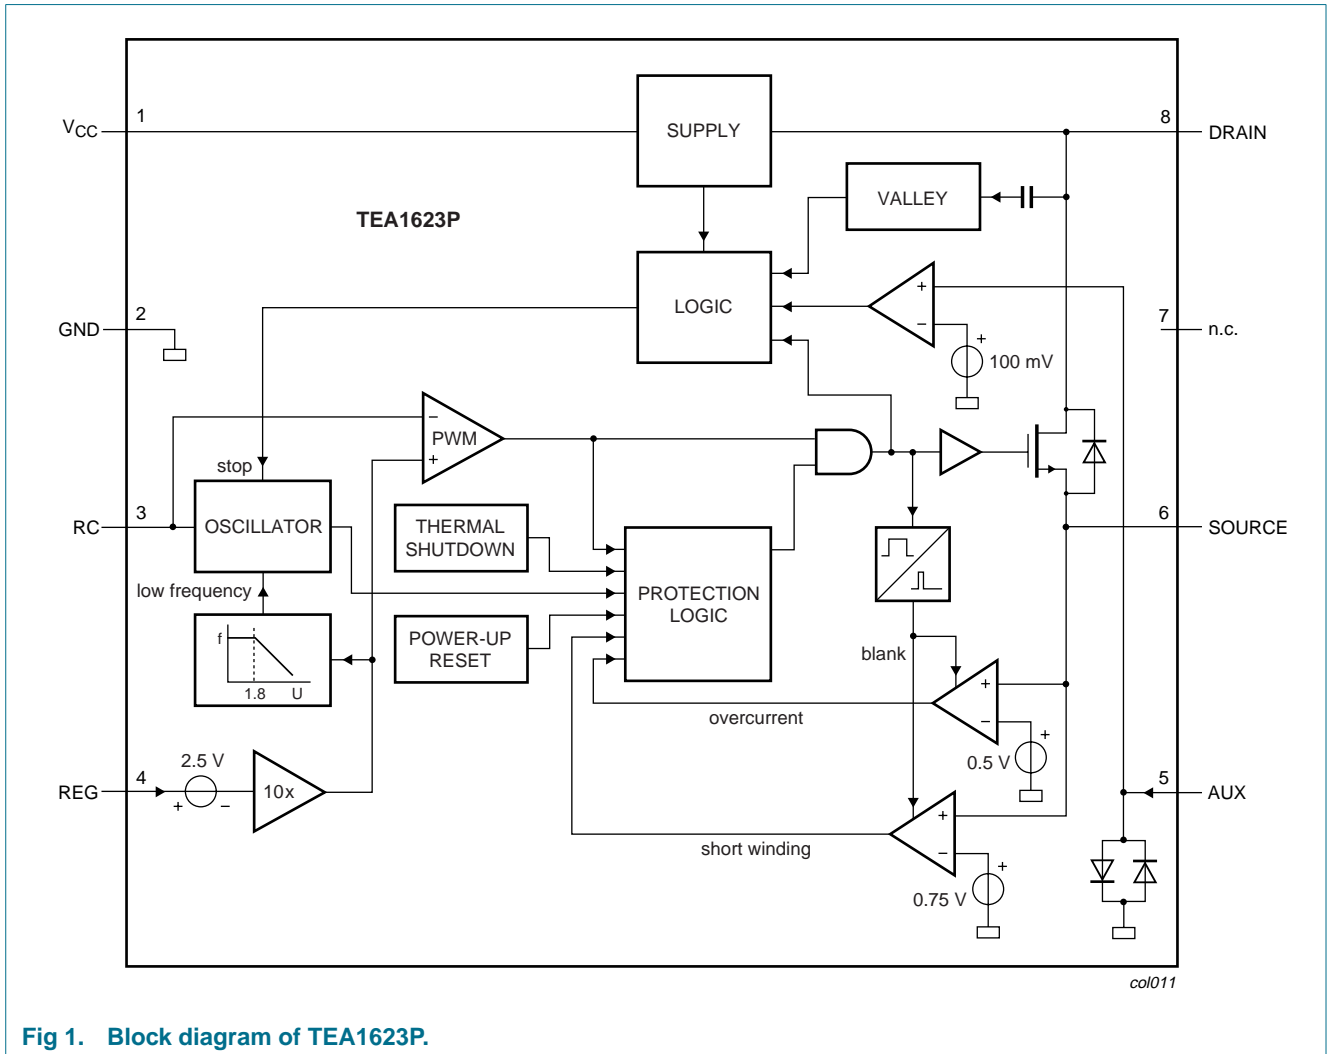 1
8
VCC
SUPPLY
DRAIN
VALLEY
TEA1623P
+
LOGIC
2
GND
−
+
100 mV
7
n.c.
−
PWM
+
stop
3
RC
OSCILLATOR
THERMAL
SHUTDOWN
6
SOURCE
low frequency
PROTECTION
LOGIC
f
1.8
U
POWER-UP
RESET
blank
+
−
overcurrent
+
0.5 V
2.5 V
4
REG
+
−
10x
5
AUX
+
−
short winding
+
0.75 V
col011
Fig 1. Block diagram of TEA1623P.